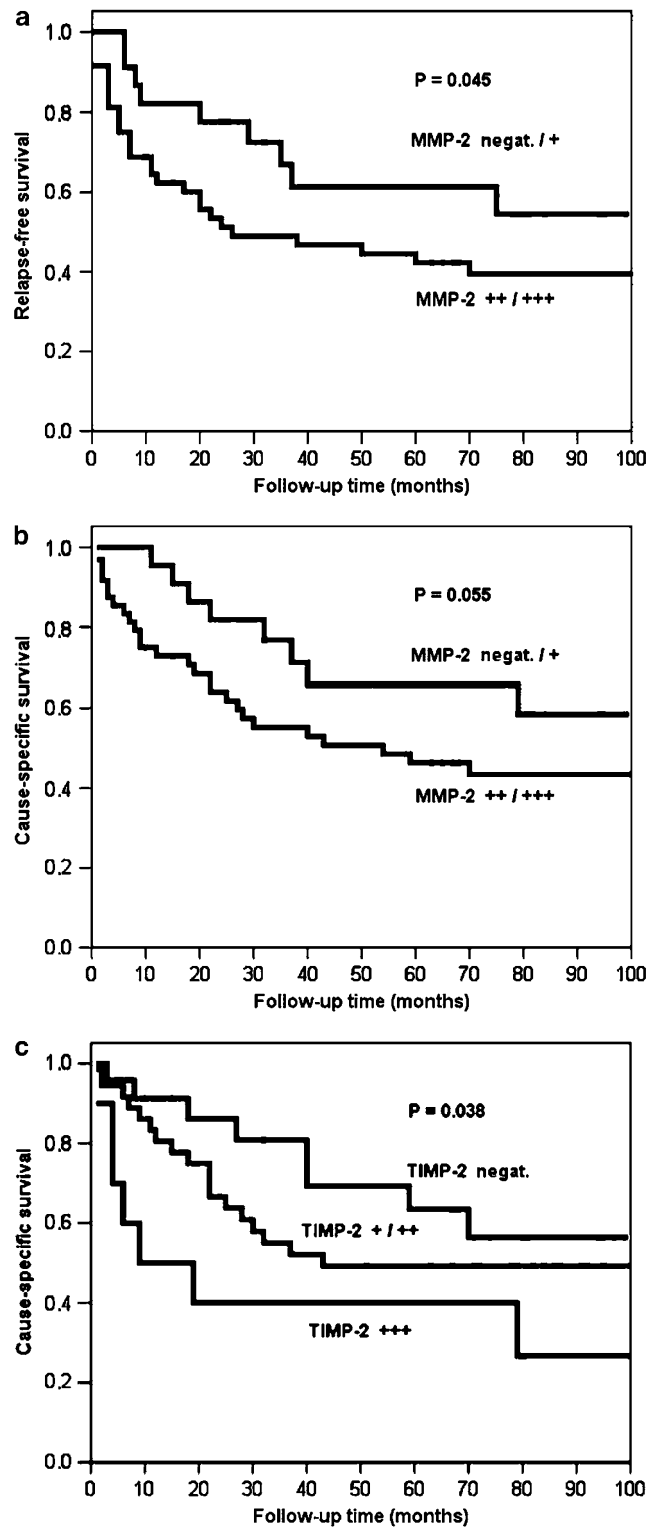 a
1.0
0.8
0.6
0.4
0.2
0.0
Relapse-free survival
P = 0.045
MMP-2 negat. / +
MMP-2 ++ / +++
0 10 20 30 40 50 60 70 80 90 100
Follow-up time (months)
b
1.0
0.8
0.6
0.4
0.2
0.0
Cause-specific survival
P = 0.055
MMP-2 negat. / +
MMP-2 ++ / +++
0 10 20 30 40 50 60 70 80 90 100
Follow-up time (months)
c
1.0
0.8
0.6
0.4
0.2
0.0
Cause-specific survival
P = 0.038
TIMP-2 negat.
TIMP-2 + / ++
TIMP-2 +++
0 10 20 30 40 50 60 70 80 90 100
Follow-up time (months)